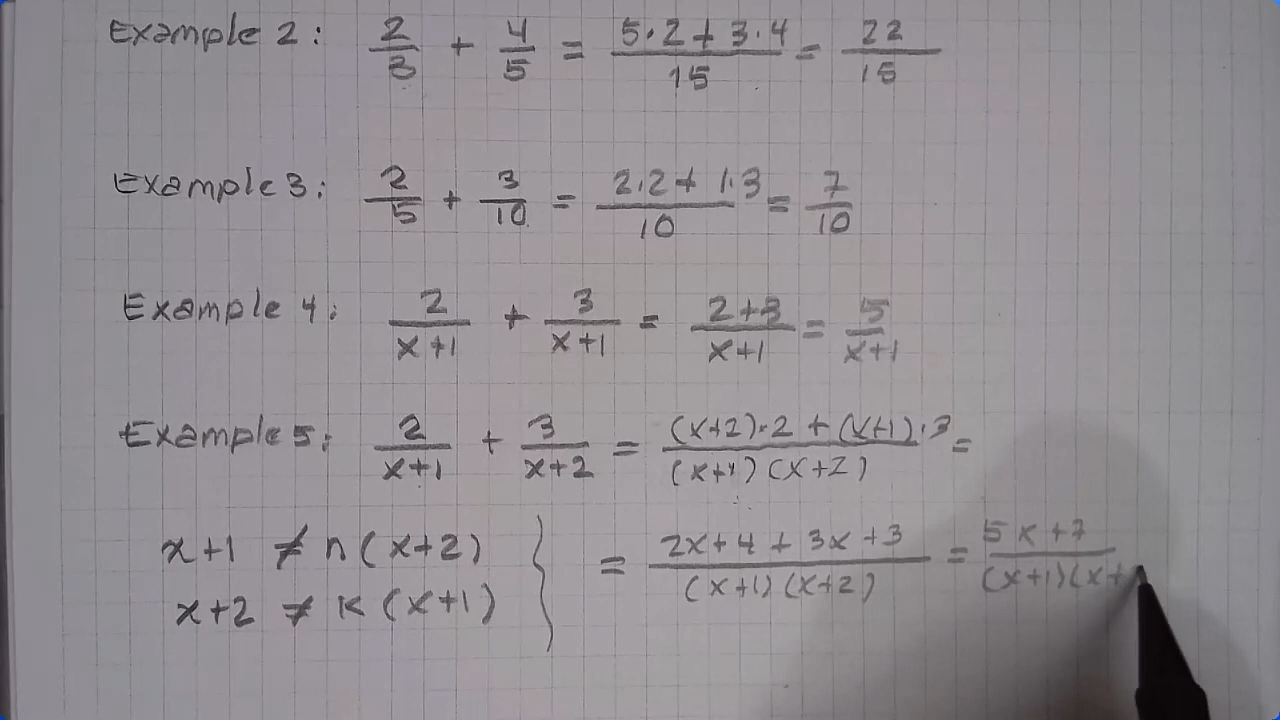 Example 2: 2/3 + 4/5 = (5·2 + 3·4)/15 = 22/15
Example 3: 2/5 + 3/10 = (2·2 + 1·3)/10 = 7/10
Example 4: 2/(x+1) + 3/(x+1) = (2+3)/(x+1) = 5/(x+1)
Example 5: 2/(x+1) + 3/(x+2) = ((x+2)·2 + (x+1)·3)/((x+1)(x+2)) =
x+1 ≠ n(x+2) } = (2x+4+3x+3)/((x+1)(x+2)) = (5x+7)/((x+1)(x+
x+2 ≠ k(x+1)